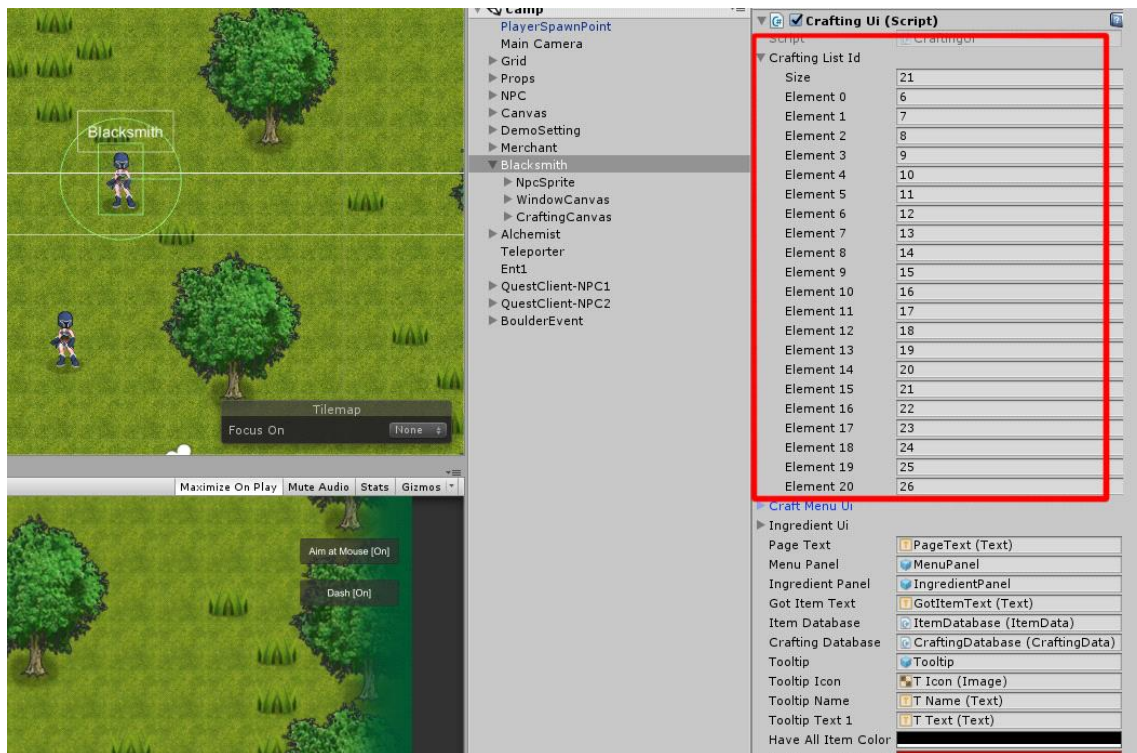 Blacksmith
Tilemap
Focus On
None
Maximize On Play
Mute Audio
Stats
Gizmos
Aim at Mouse [On]
Dash [On]
Camp
PlayerSpawnPoint
Main Camera
Grid
Props
NPC
Canvas
DemoSetting
Merchant
Blacksmith
NpcSprite
WindowCanvas
CraftingCanvas
Alchemist
Teleporter
Ent1
QuestClient-NPC1
QuestClient-NPC2
BoulderEvent
Crafting Ui (Script)
Script CraftingUi
Crafting List Id
Size 21
Element 0 6
Element 1 7
Element 2 8
Element 3 9
Element 4 10
Element 5 11
Element 6 12
Element 7 13
Element 8 14
Element 9 15
Element 10 16
Element 11 17
Element 12 18
Element 13 19
Element 14 20
Element 15 21
Element 16 22
Element 17 23
Element 18 24
Element 19 25
Element 20 26
Craft Menu Ui
Ingredient Ui
Page Text PageText (Text)
Menu Panel MenuPanel
Ingredient Panel IngredientPanel
Got Item Text GotItemText (Text)
Item Database ItemDatabase (ItemData)
Crafting Database CraftingDatabase (CraftingData)
Tooltip Tooltip
Tooltip Icon T Icon (Image)
Tooltip Name T Name (Text)
Tooltip Text 1 T Text (Text)
Have All Item Color